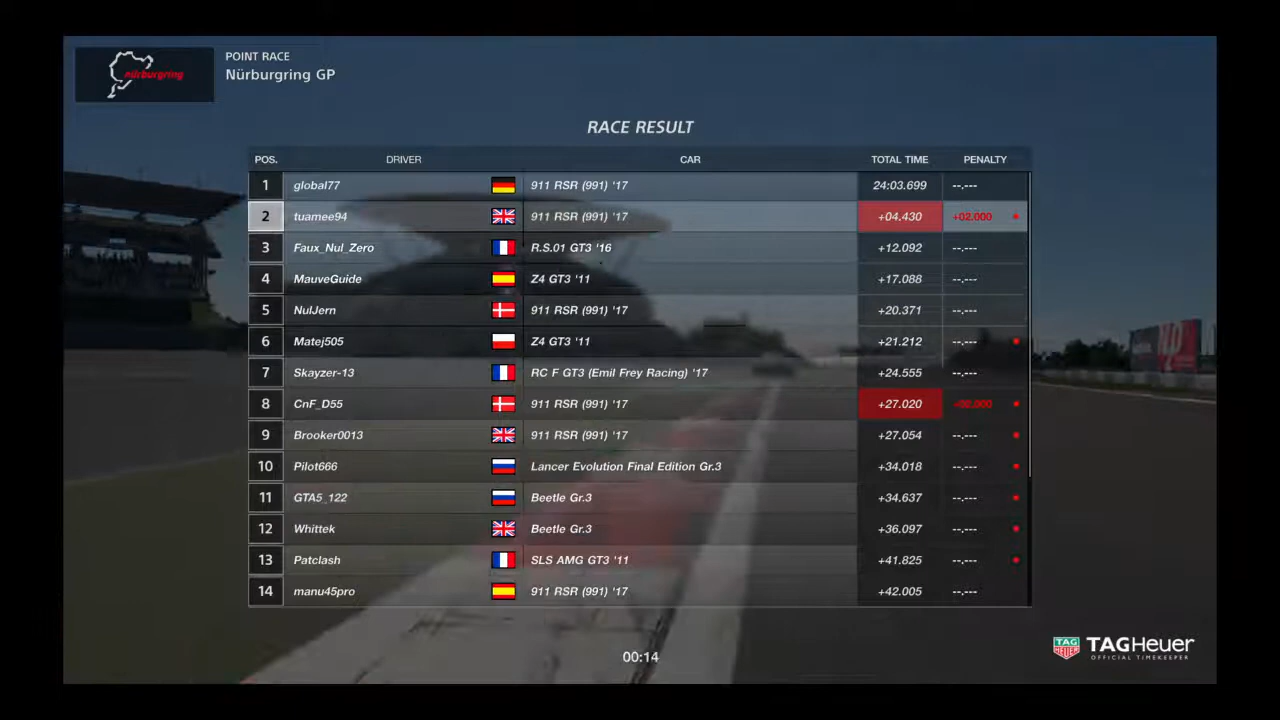 nürburgring
POINT RACE
Nürburgring GP
RACE RESULT
POS. DRIVER CAR TOTAL TIME PENALTY
1 global77 911 RSR (991) '17 24:03.699 --.---
2 tuamee94 911 RSR (991) '17 +04.430 +02.000
3 Faux_Nul_Zero R.S.01 GT3 '16 +12.092 --.---
4 MauveGuide Z4 GT3 '11 +17.088 --.---
5 NulJern 911 RSR (991) '17 +20.371 --.---
6 Matej505 Z4 GT3 '11 +21.212 --.---
7 Skayzer-13 RC F GT3 (Emil Frey Racing) '17 +24.555 --.---
8 CnF_D55 911 RSR (991) '17 +27.020
9 Brooker0013 911 RSR (991) '17 +27.054 --.---
10 Pilot666 Lancer Evolution Final Edition Gr.3 +34.018 --.---
11 GTA5_122 Beetle Gr.3 +34.637 --.---
12 Whittek Beetle Gr.3 +36.097 --.---
13 Patclash SLS AMG GT3 '11 +41.825 --.---
14 manu45pro 911 RSR (991) '17 +42.005 --.---
00:14
TAG HEUER TAGHeuer
OFFICIAL TIMEKEEPER